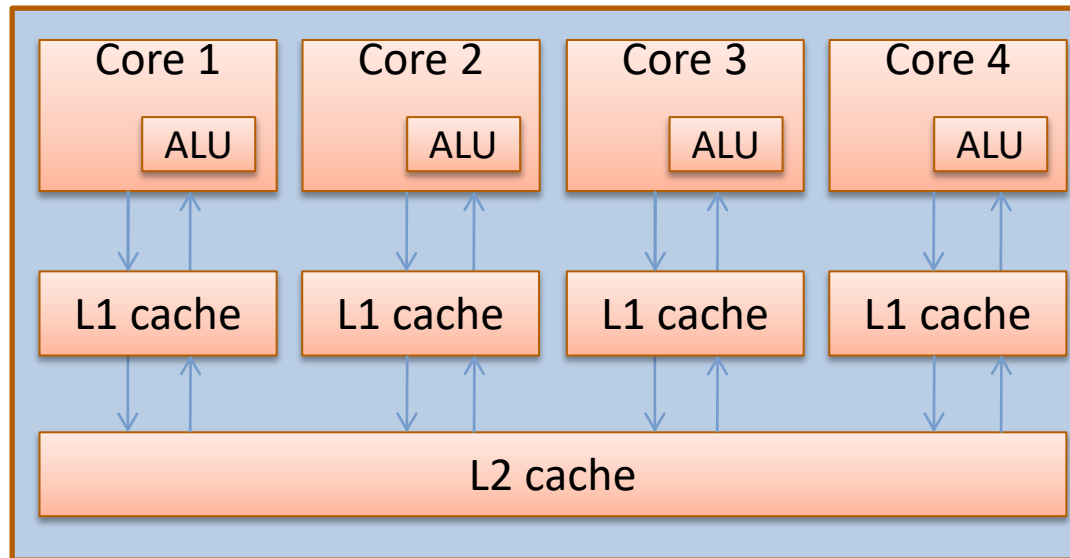 Core 1
Core 2
Core 3
Core 4
ALU
ALU
ALU
ALU
L1 cache
L1 cache
L1 cache
L1 cache
L2 cache